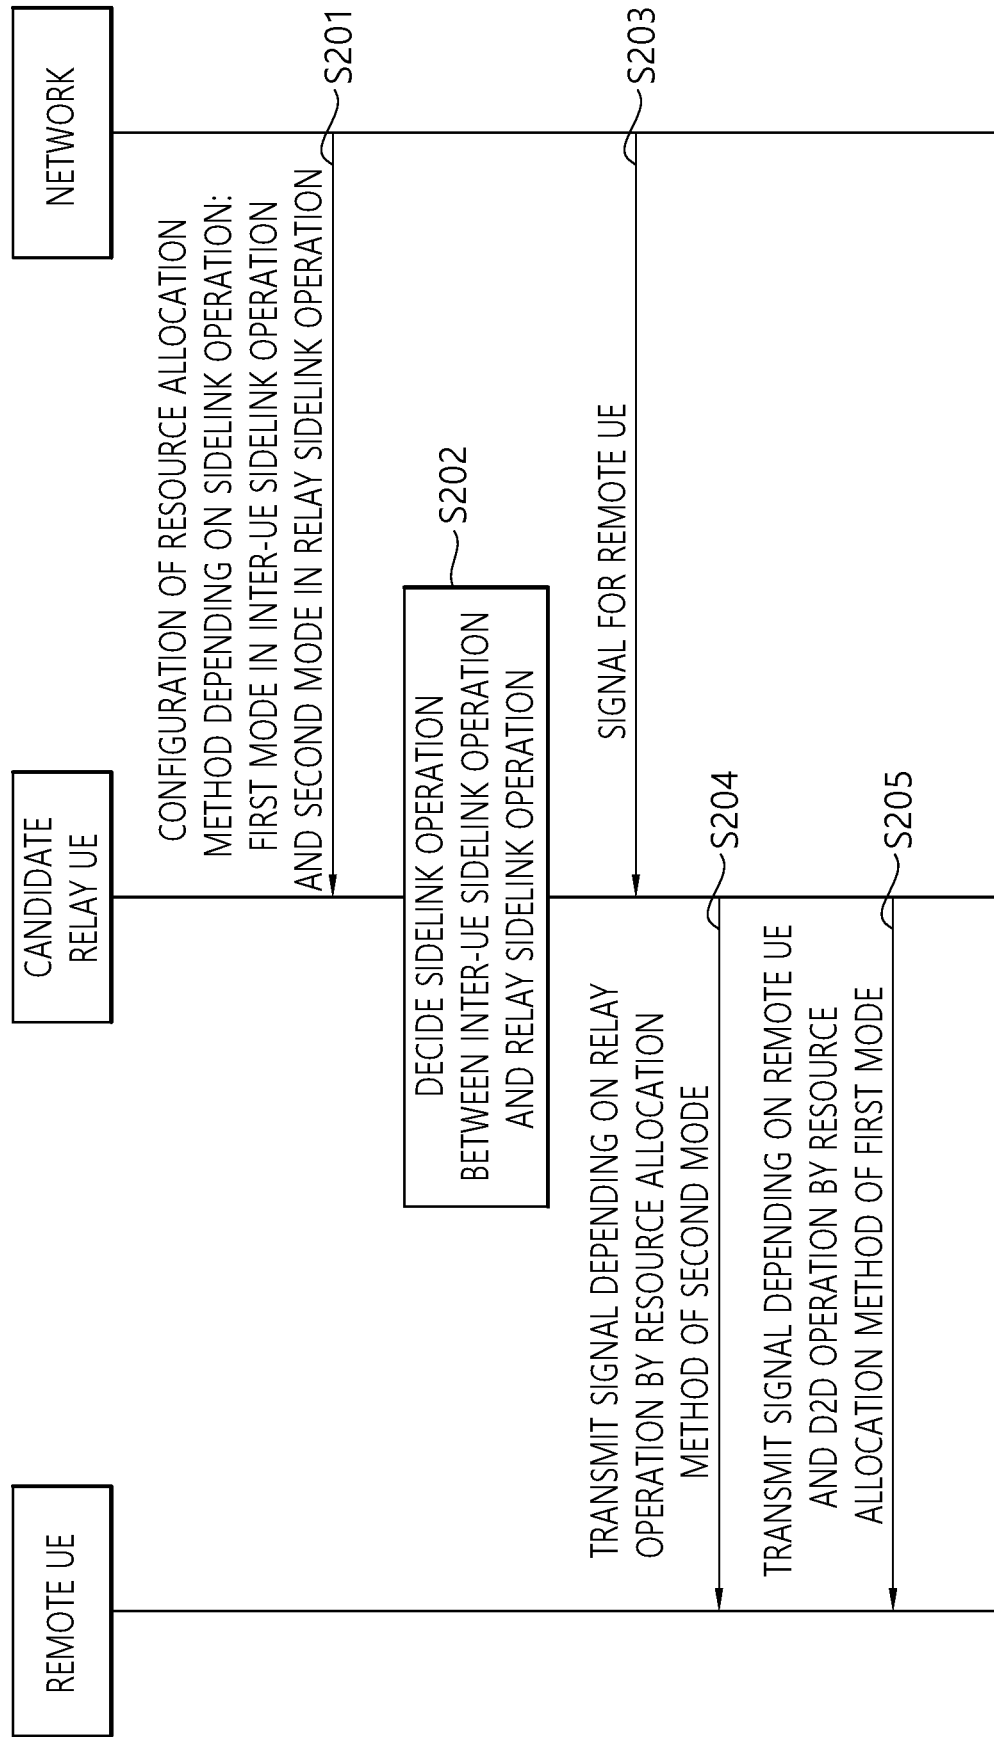 REMOTE UE
CANDIDATE
RELAY UE
NETWORK
CONFIGURATION OF RESOURCE ALLOCATION
METHOD DEPENDING ON SIDELINK OPERATION:
FIRST MODE IN INTER-UE SIDELINK OPERATION
AND SECOND MODE IN RELAY SIDELINK OPERATION
S201
DECIDE SIDELINK OPERATION
BETWEEN INTER-UE SIDELINK OPERATION
AND RELAY SIDELINK OPERATION
S202
SIGNAL FOR REMOTE UE
S203
TRANSMIT SIGNAL DEPENDING ON RELAY
OPERATION BY RESOURCE ALLOCATION
METHOD OF SECOND MODE
S204
TRANSMIT SIGNAL DEPENDING ON REMOTE UE
AND D2D OPERATION BY RESOURCE
ALLOCATION METHOD OF FIRST MODE
S205